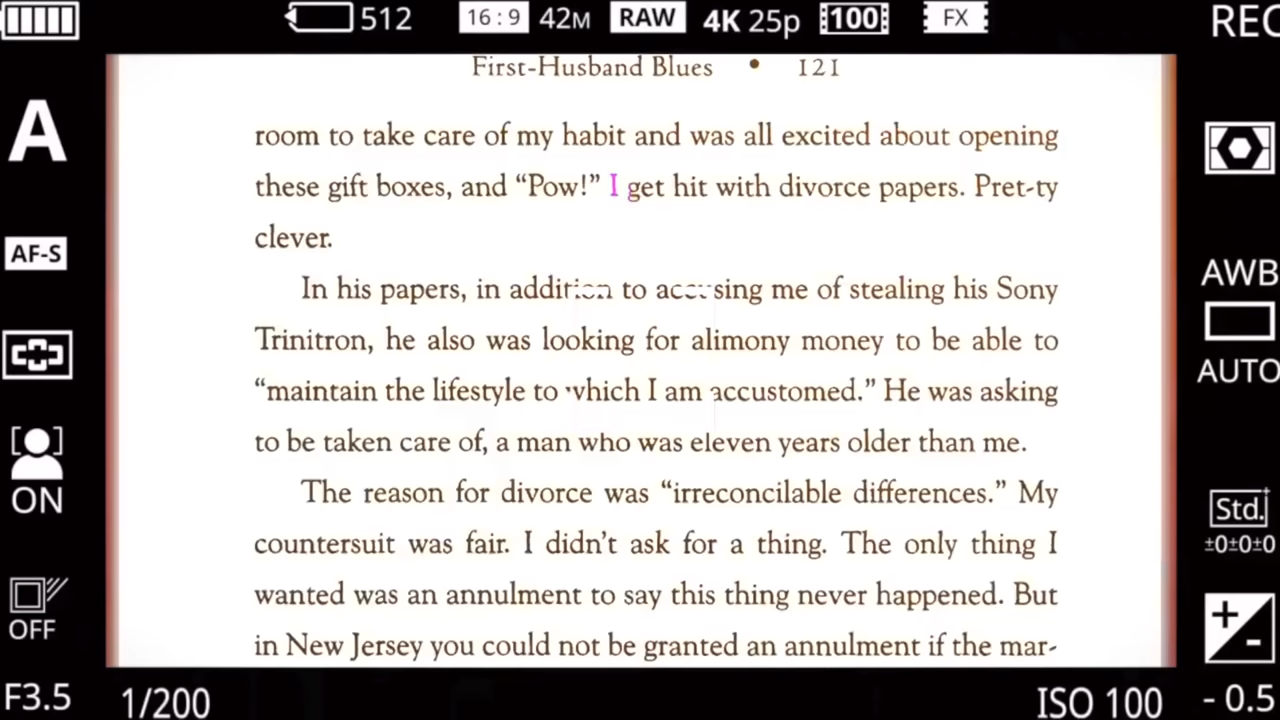 512 16:9 42M RAW 4K 25p 100 FX REC
First-Husband Blues • 121
A
room to take care of my habit and was all excited about opening
these gift boxes, and “Pow!” I get hit with divorce papers. Pret-ty
clever.
AF-S
In his papers, in addition to accusing me of stealing his Sony
AWB
Trinitron, he also was looking for alimony money to be able to
AUTO
“maintain the lifestyle to which I am accustomed.” He was asking
to be taken care of, a man who was eleven years older than me.
ON
The reason for divorce was “irreconcilable differences.” My
Std.
countersuit was fair. I didn’t ask for a thing. The only thing I
±0±0±0
wanted was an annulment to say this thing never happened. But
OFF
in New Jersey you could not be granted an annulment if the mar-
F3.5 1/200 ISO 100 - 0.5